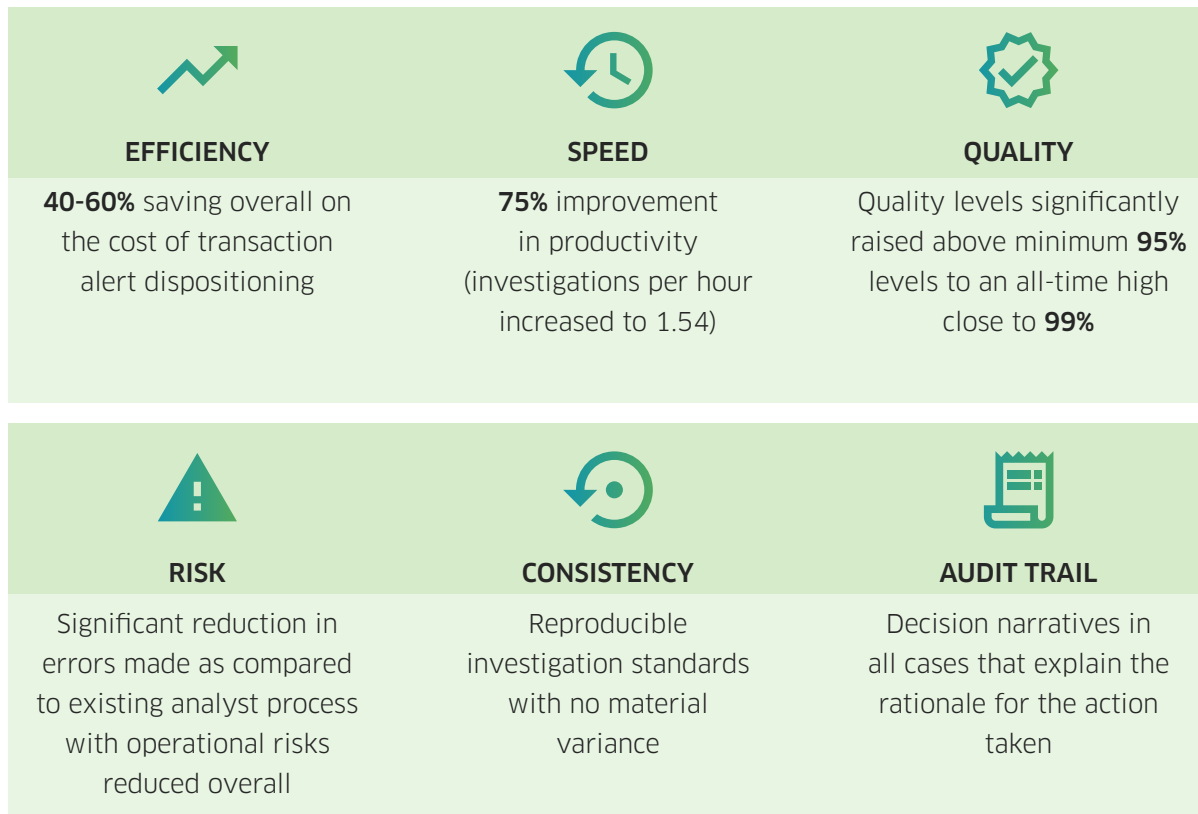 EFFICIENCY
40-60% saving overall on
the cost of transaction
alert dispositioning
SPEED
75% improvement
in productivity
(investigations per hour
increased to 1.54)
QUALITY
Quality levels significantly
raised above minimum 95%
levels to an all-time high
close to 99%
RISK
Significant reduction in
errors made as compared
to existing analyst process
with operational risks
reduced overall
CONSISTENCY
Reproducible
investigation standards
with no material
variance
AUDIT TRAIL
Decision narratives in
all cases that explain the
rationale for the action
taken